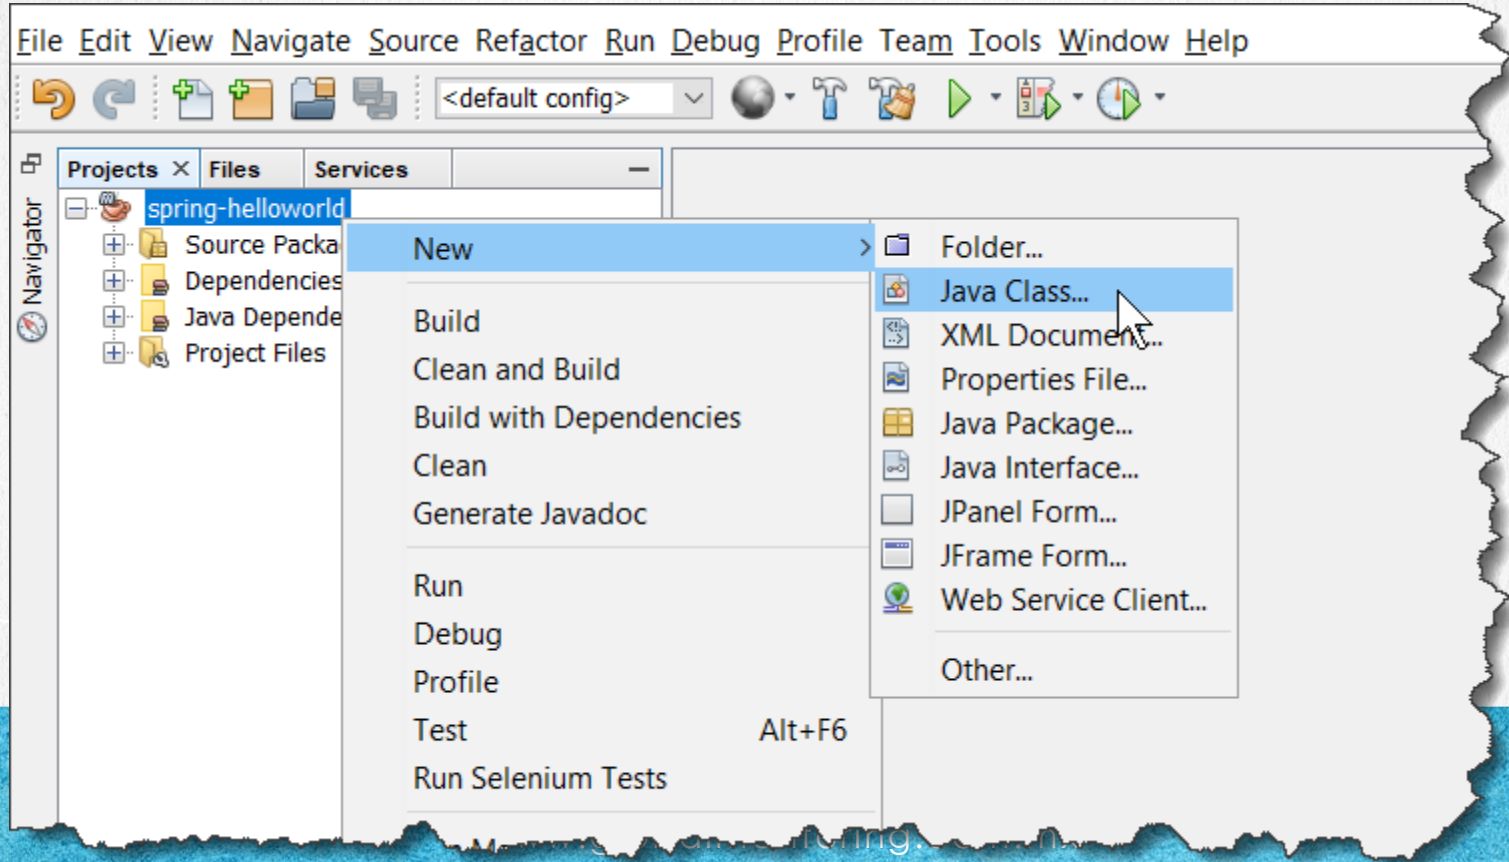 File Edit View Navigate Source Refactor Run Debug Profile Team Tools Window Help
<default config>
Projects Files Services
Navigator
spring-helloworld
Source Packa
Dependencies
Java Depende
Project Files
New
Build
Clean and Build
Build with Dependencies
Clean
Generate Javadoc
Run
Debug
Profile
Test Alt+F6
Run Selenium Tests
Folder...
Java Class...
XML Document...
Properties File...
Java Package...
Java Interface...
JPanel Form...
JFrame Form...
Web Service Client...
Other...